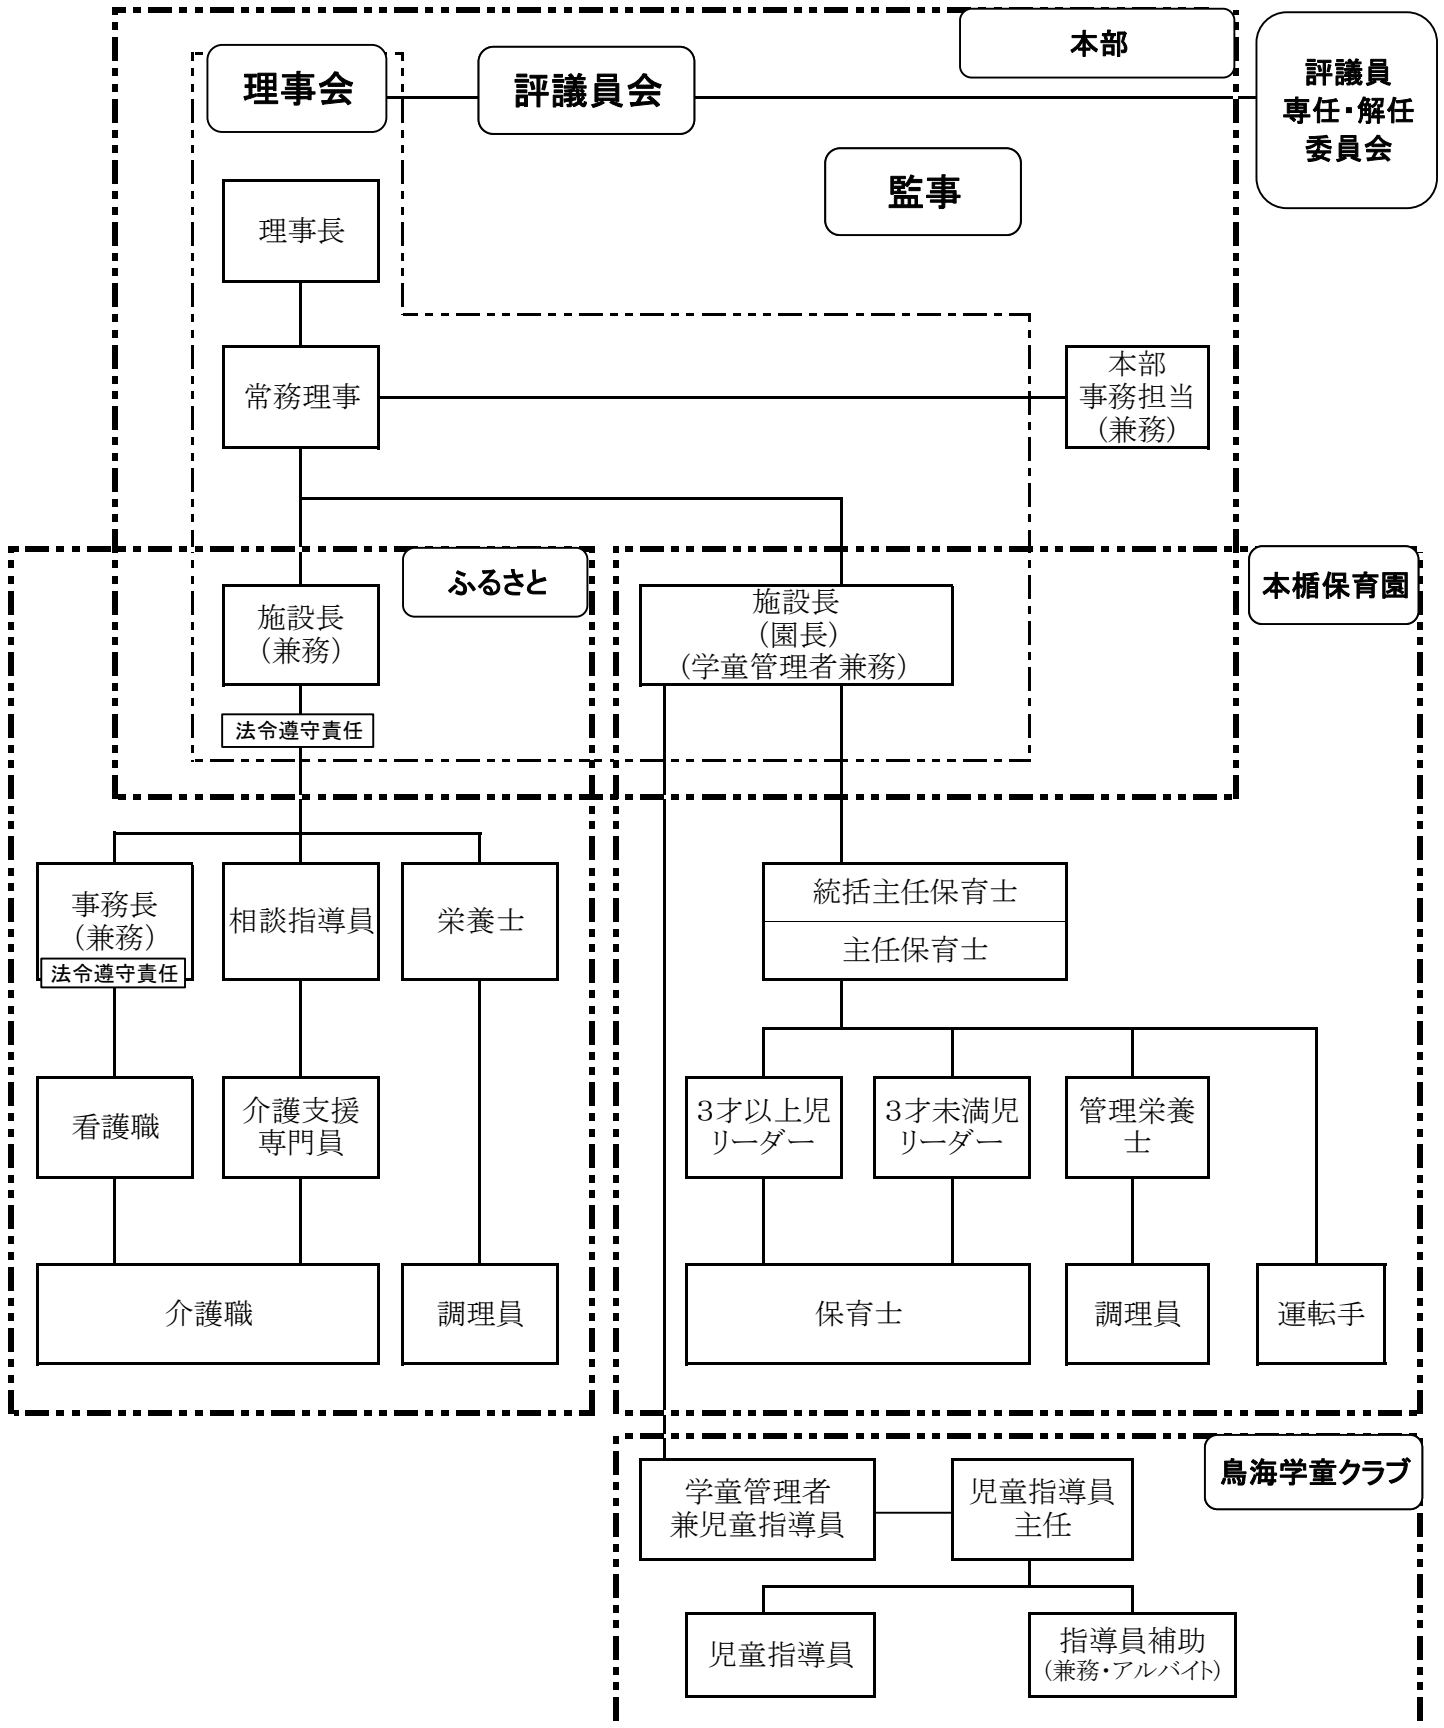 本部
理事会
評議員会
評議員
専任・解任
委員会
監事
理事長
常務理事
本部
事務担当
（兼務）
ふるさと
本楯保育園
施設長
（兼務）
施設長
（園長）
（学童管理者兼務）
法令遵守責任
事務長
（兼務）
法令遵守責任
相談指導員
栄養士
統括主任保育士
主任保育士
看護職
介護支援
専門員
３才以上児
リーダー
３才未満児
リーダー
管理栄養
士
介護職
調理員
保育士
調理員
運転手
鳥海学童クラブ
学童管理者
兼児童指導員
児童指導員
主任
児童指導員
指導員補助
（兼務・アルバイト）